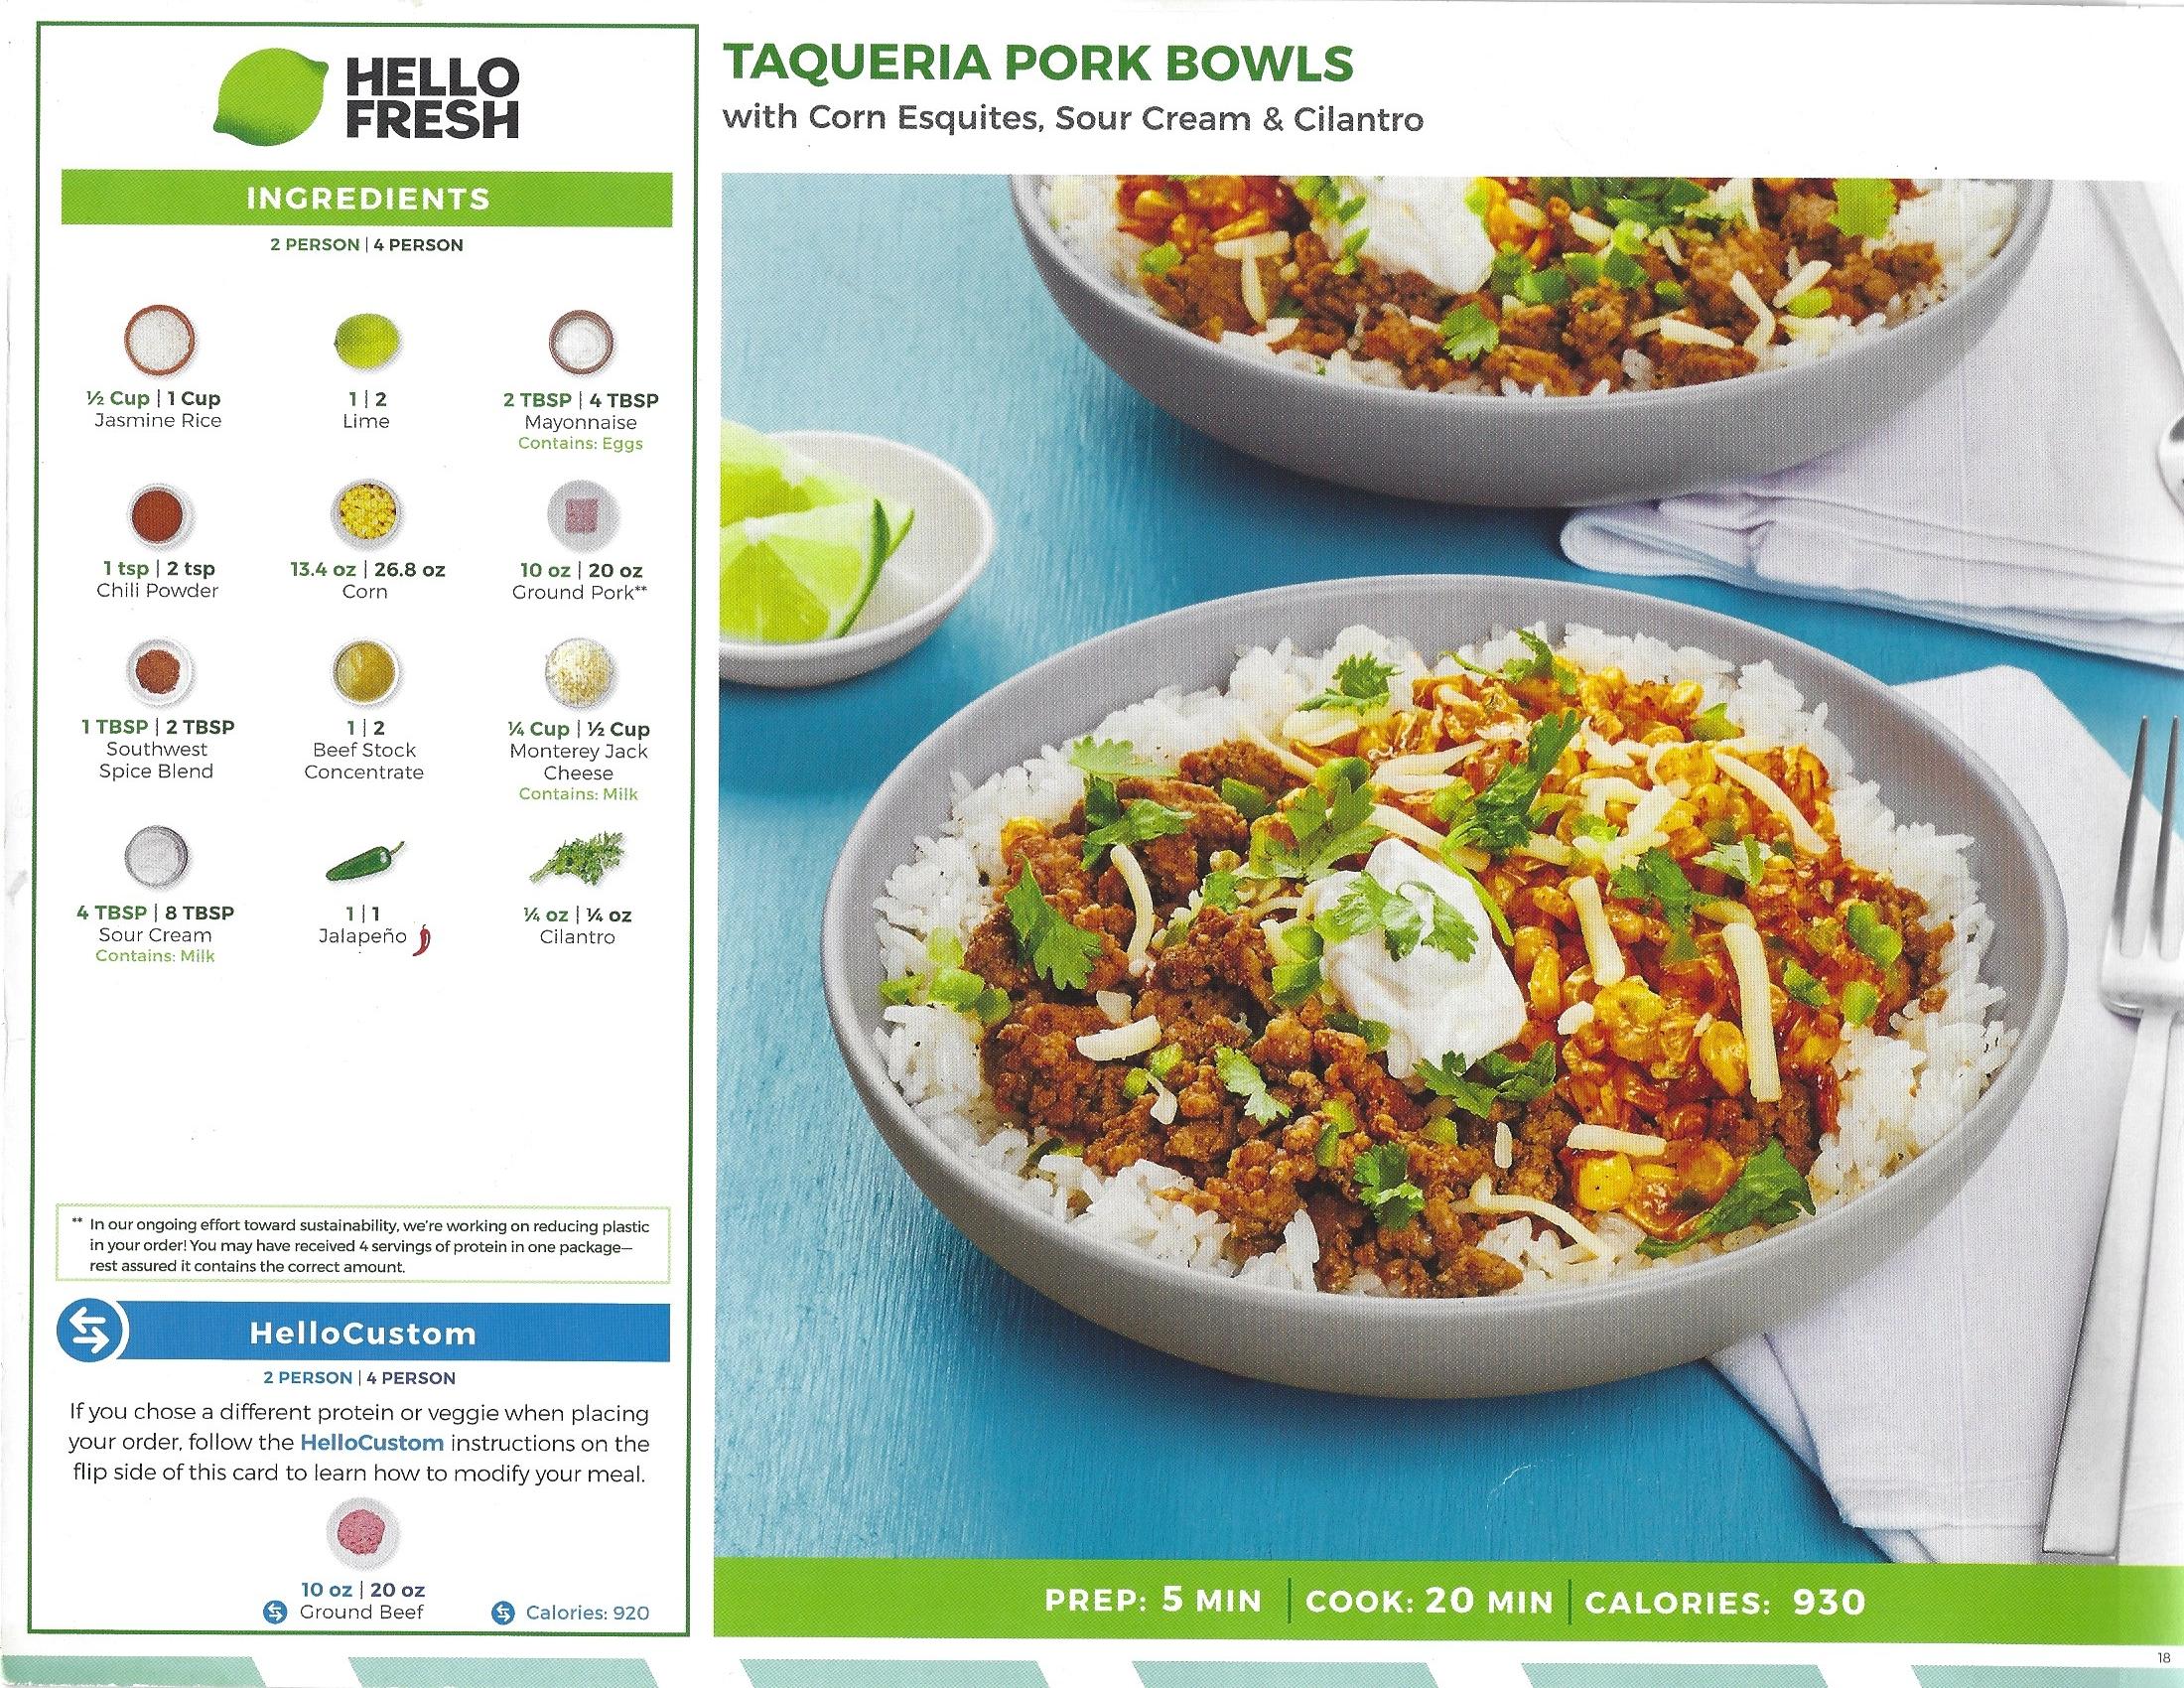 HELLO
FRESH
INGREDIENTS
2 PERSON | 4 PERSON
½ Cup | 1 Cup
Jasmine Rice
1 | 2
Lime
2 TBSP | 4 TBSP
Mayonnaise
Contains: Eggs
1 tsp | 2 tsp
Chili Powder
13.4 oz | 26.8 oz
Corn
10 oz | 20 oz
Ground Pork**
1 TBSP | 2 TBSP
Southwest
Spice Blend
1 | 2
Beef Stock
Concentrate
¼ Cup | ½ Cup
Monterey Jack
Cheese
Contains: Milk
4 TBSP | 8 TBSP
Sour Cream
Contains: Milk
1 | 1
Jalapeño
¼ oz | ¼ oz
Cilantro
** In our ongoing effort toward sustainability, we're working on reducing plastic
in your order! You may have received 4 servings of protein in one package—
rest assured it contains the correct amount.
HelloCustom
2 PERSON | 4 PERSON
If you chose a different protein or veggie when placing
your order, follow the HelloCustom instructions on the
flip side of this card to learn how to modify your meal.
10 oz | 20 oz
Ground Beef
Calories: 920
TAQUERIA PORK BOWLS
with Corn Esquites, Sour Cream & Cilantro
PREP: 5 MIN | COOK: 20 MIN | CALORIES: 930
18